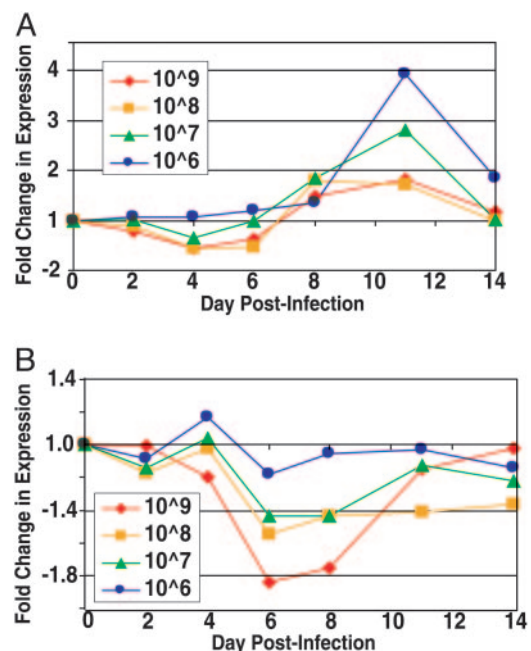 A
Fold Change in Expression
4
3
2
1
-2
10^9
10^8
10^7
10^6
0 2 4 6 8 10 12 14
Day Post-Infection
B
Fold Change in Expression
1.4
1.0
-1.4
-1.8
10^9
10^8
10^7
10^6
0 2 4 6 8 10 12 14
Day Post-Infection